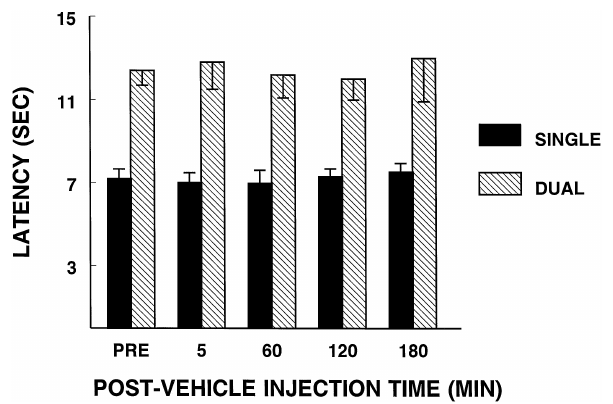 15
11
7
3
LATENCY (SEC)
SINGLE
DUAL
PRE 5 60 120 180
POST-VEHICLE INJECTION TIME (MIN)